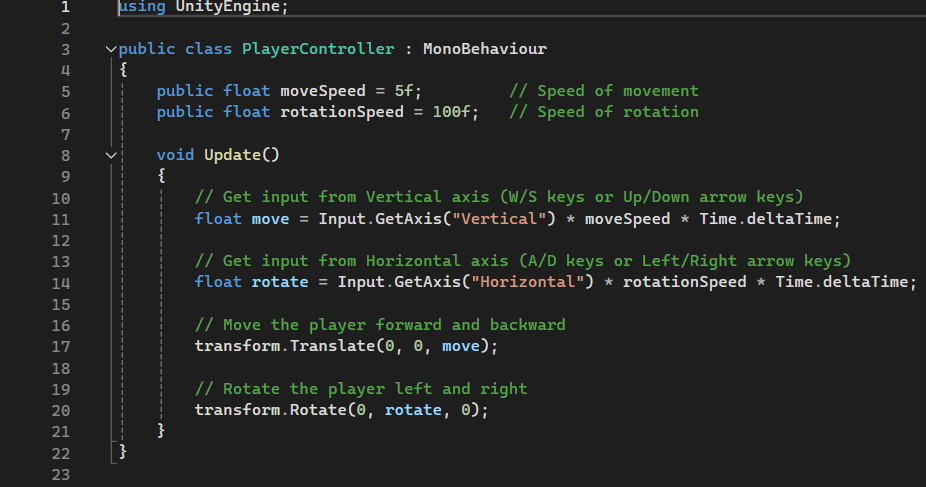 1 using UnityEngine;
2
3 public class PlayerController : MonoBehaviour
4 {
5     public float moveSpeed = 5f;         // Speed of movement
6     public float rotationSpeed = 100f;   // Speed of rotation
7
8     void Update()
9     {
10         // Get input from Vertical axis (W/S keys or Up/Down arrow keys)
11         float move = Input.GetAxis("Vertical") * moveSpeed * Time.deltaTime;
12
13         // Get input from Horizontal axis (A/D keys or Left/Right arrow keys)
14         float rotate = Input.GetAxis("Horizontal") * rotationSpeed * Time.deltaTime;
15
16         // Move the player forward and backward
17         transform.Translate(0, 0, move);
18
19         // Rotate the player left and right
20         transform.Rotate(0, rotate, 0);
21     }
22 }
23